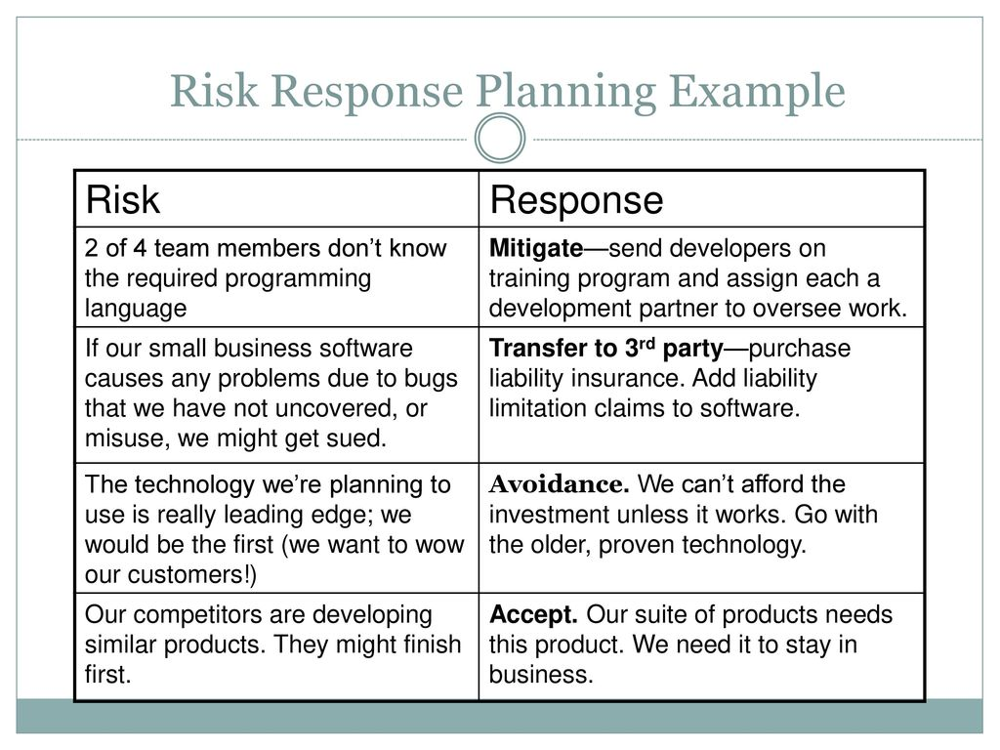 Risk Response Planning Example
Risk
Response
2 of 4 team members don’t know
the required programming
language
Mitigate—send developers on
training program and assign each a
development partner to oversee work.
If our small business software
causes any problems due to bugs
that we have not uncovered, or
misuse, we might get sued.
Transfer to 3rd party—purchase
liability insurance. Add liability
limitation claims to software.
The technology we’re planning to
use is really leading edge; we
would be the first (we want to wow
our customers!)
Avoidance. We can’t afford the
investment unless it works. Go with
the older, proven technology.
Our competitors are developing
similar products. They might finish
first.
Accept. Our suite of products needs
this product. We need it to stay in
business.